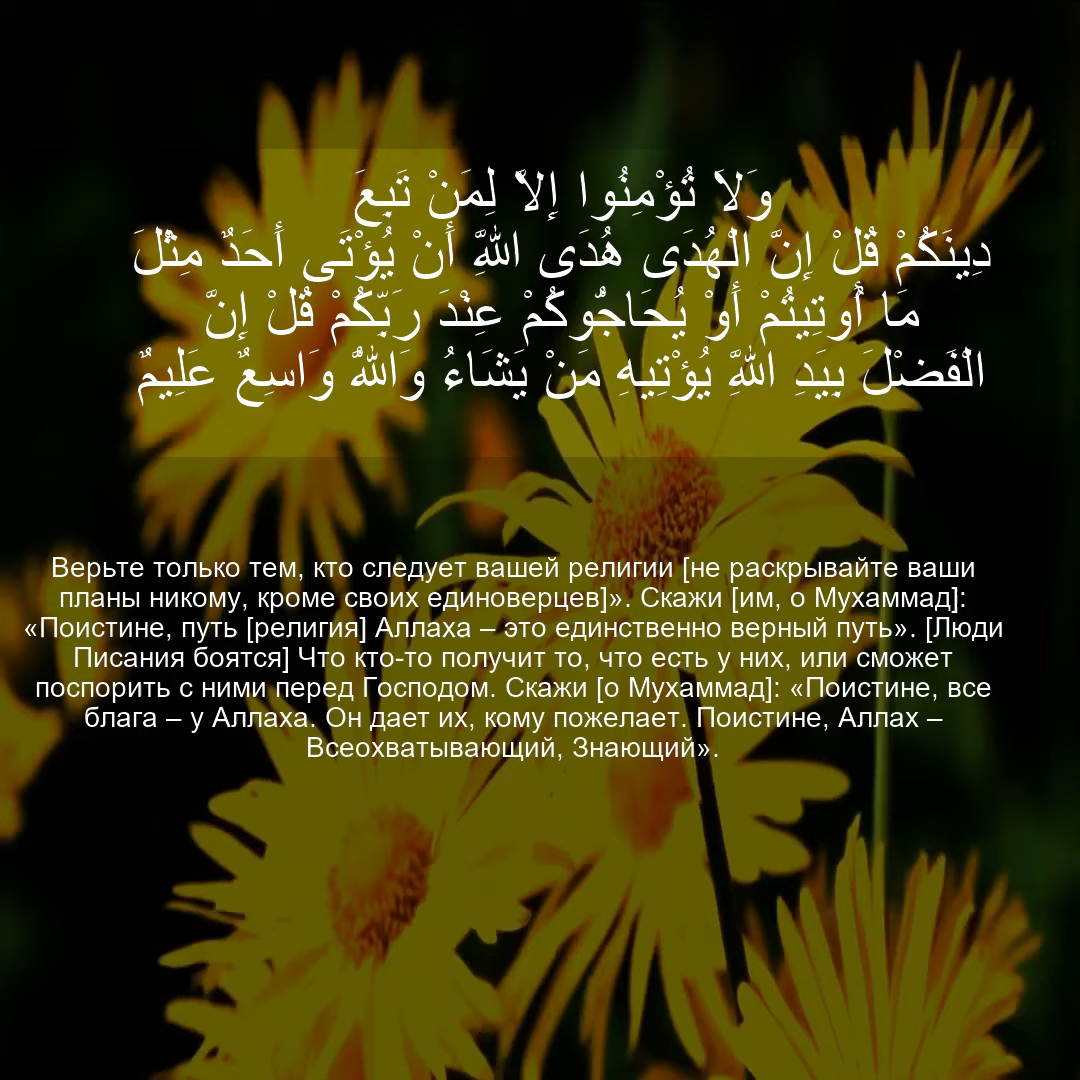 وَلاَ تُؤْمِنُوا إِلاَّ لِمَنْ تَبِعَ
دِينَكُمْ قُلْ إِنَّ الْهُدَى هُدَى اللَّهِ أَنْ يُؤْتَى أَحَدٌ مِثْلَ
مَا أُوتِيتُمْ أَوْ يُحَاجُّوكُمْ عِنْدَ رَبِّكُمْ قُلْ إِنَّ
الْفَضْلَ بِيَدِ اللَّهِ يُؤْتِيهِ مَنْ يَشَاءُ وَاللَّهُ وَاسِعٌ عَلِيمٌ
Верьте только тем, кто следует вашей религии [не раскрывайте ваши
планы никому, кроме своих единоверцев]». Скажи [им, о Мухаммад]:
«Поистине, путь [религия] Аллаха – это единственно верный путь». [Люди
Писания боятся] Что кто-то получит то, что есть у них, или сможет
поспорить с ними перед Господом. Скажи [о Мухаммад]: «Поистине, все
блага – у Аллаха. Он дает их, кому пожелает. Поистине, Аллах –
Всеохватывающий, Знающий».